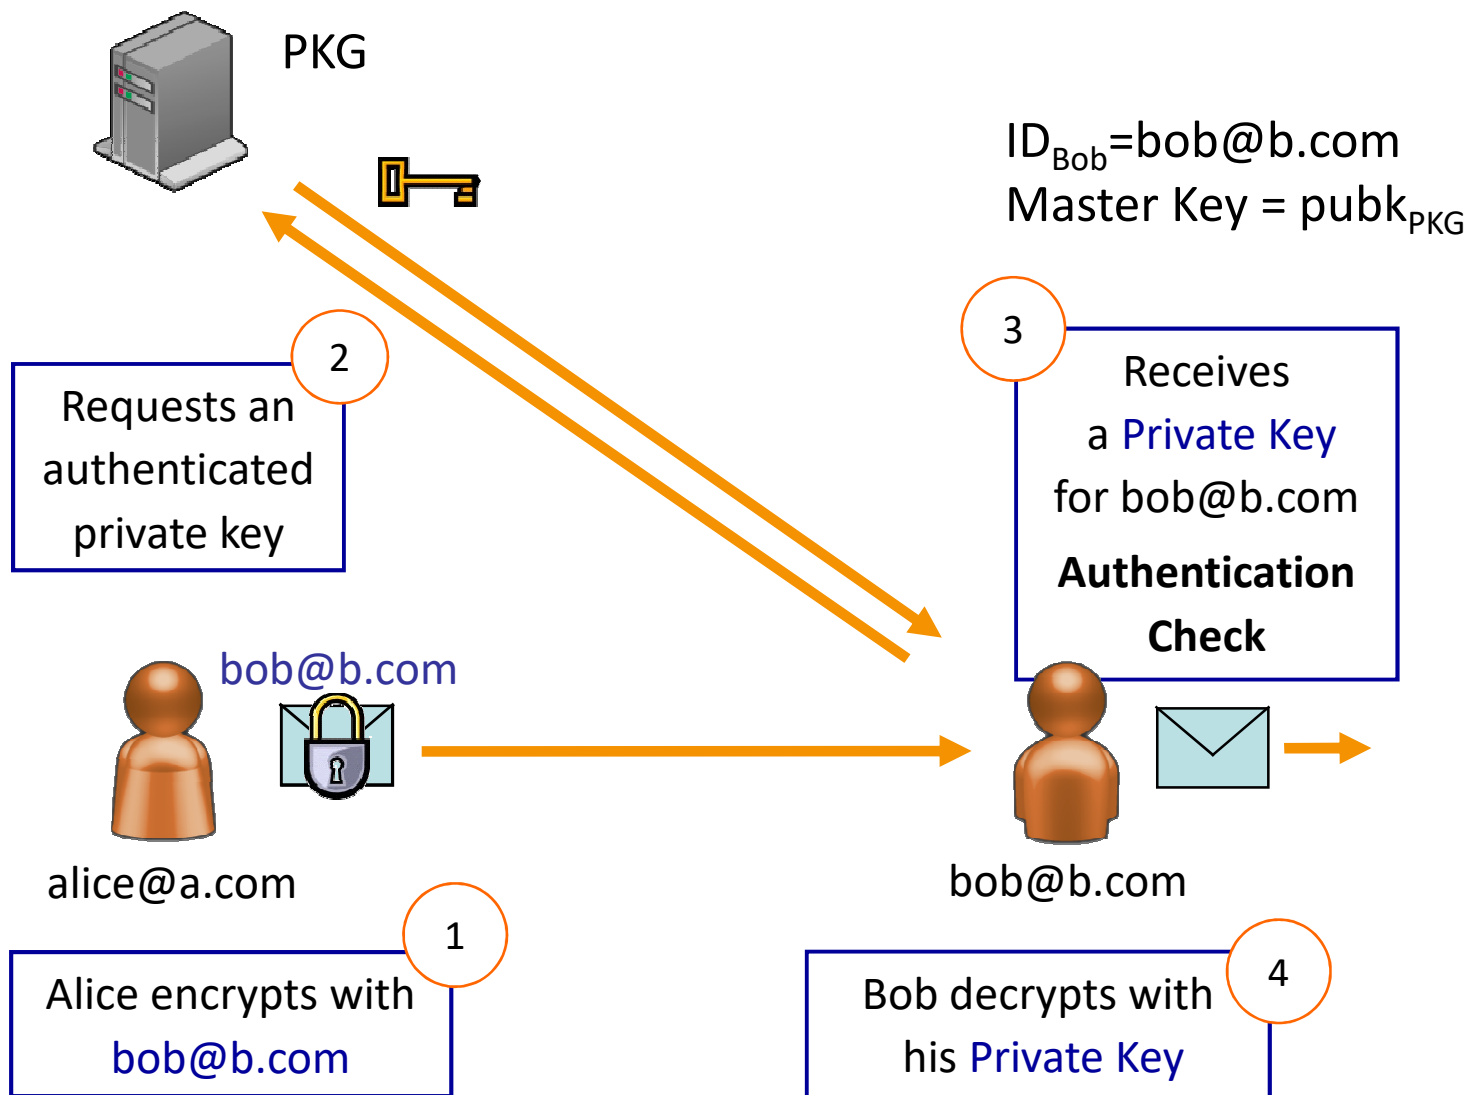 PKG
ID_Bob=bob@b.com
Master Key = pubk_PKG
2
Requests an
authenticated
private key
3
Receives
a Private Key
for bob@b.com
Authentication
Check
bob@b.com
alice@a.com
bob@b.com
1
Alice encrypts with
bob@b.com
4
Bob decrypts with
his Private Key